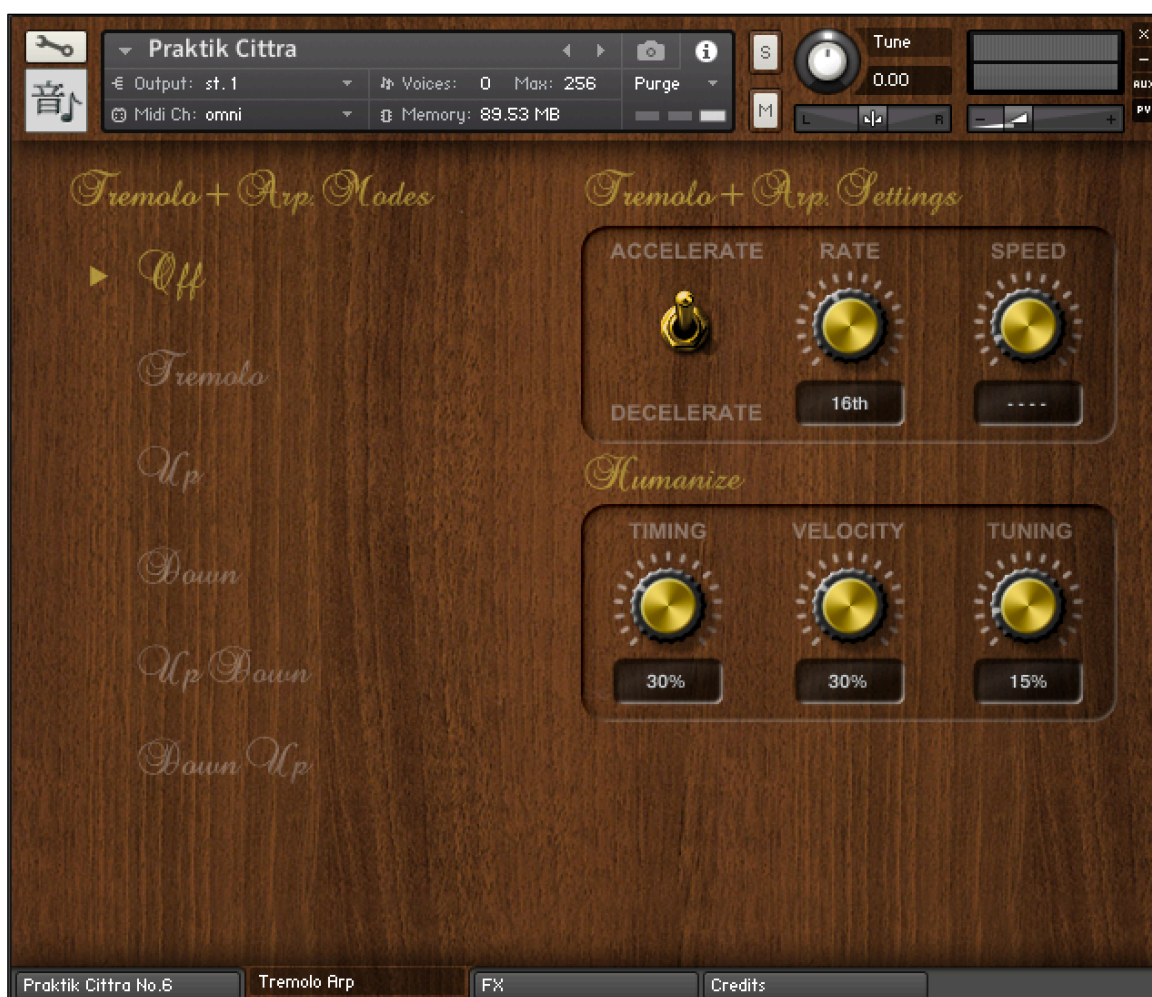 Praktik Cittra
Output: st.1 Voices: 0 Max: 256 Purge
Midi Ch: omni Memory: 89.53 MB
S
M
Tune
0.00
L R
- +
×
-
AUX
PV
音
i
Tremolo + Arp. Modes
Off
Tremolo
Up
Down
Up Down
Down Up
Tremolo + Arp. Settings
ACCELERATE RATE SPEED
DECELERATE 16th ----
Humanize
TIMING VELOCITY TUNING
30% 30% 15%
Praktik Cittra No.6 Tremolo Arp FX Credits